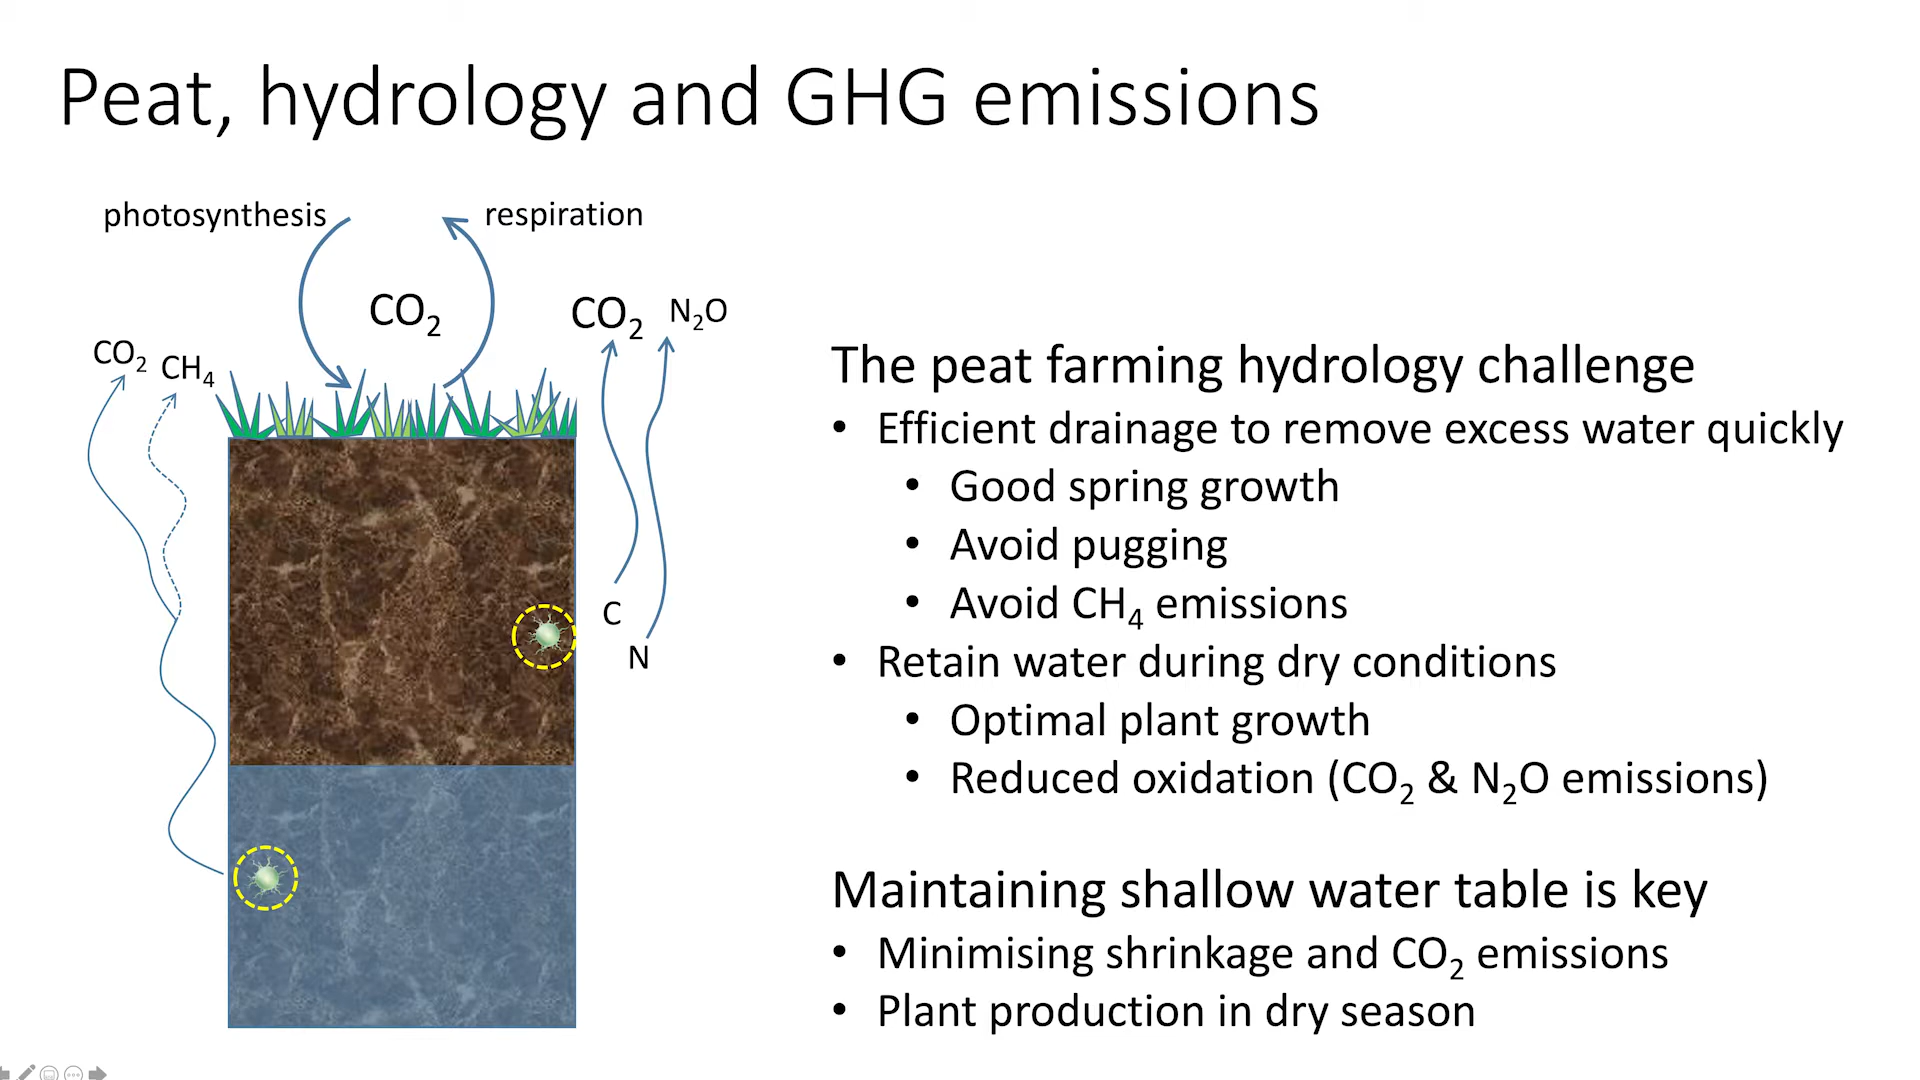 Peat, hydrology and GHG emissions
photosynthesis
respiration
CO₂
CO₂
N₂O
CO₂
CH₄
C
N
The peat farming hydrology challenge
• Efficient drainage to remove excess water quickly
• Good spring growth
• Avoid pugging
• Avoid CH₄ emissions
• Retain water during dry conditions
• Optimal plant growth
• Reduced oxidation (CO₂ & N₂O emissions)
Maintaining shallow water table is key
• Minimising shrinkage and CO₂ emissions
• Plant production in dry season